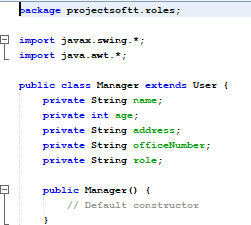 package projectsoftt.roles;
import javax.swing.*;
import java.awt.*;
public class Manager extends User {
private String name;
private int age;
private String address;
private String officeNumber;
private String role;
public Manager() {
// Default constructor
}